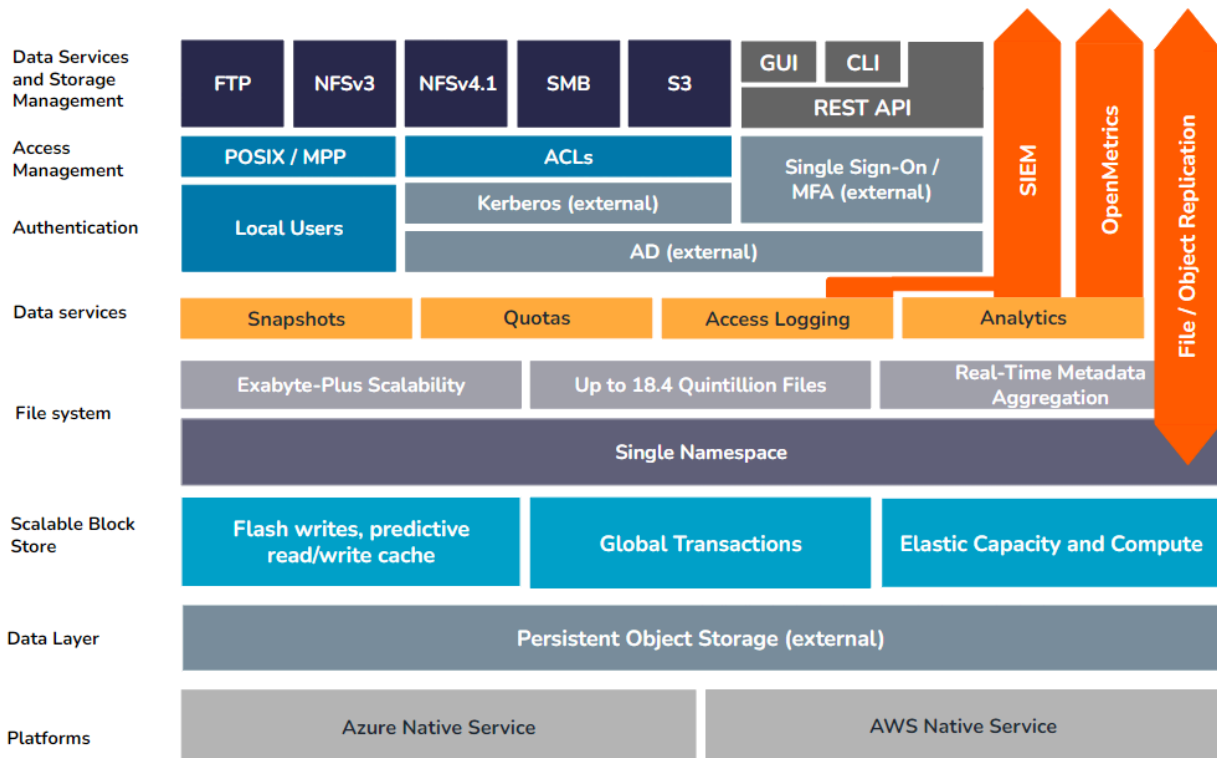 Data Services
and Storage
Management
FTP
NFSv3
NFSv4.1
SMB
S3
GUI
CLI
REST API
Access
Management
POSIX / MPP
ACLs
Single Sign-On /
MFA (external)
Kerberos (external)
Authentication
Local Users
AD (external)
SIEM
OpenMetrics
File / Object Replication
Data services
Snapshots
Quotas
Access Logging
Analytics
File system
Exabyte-Plus Scalability
Up to 18.4 Quintillion Files
Real-Time Metadata
Aggregation
Single Namespace
Scalable Block
Store
Flash writes, predictive
read/write cache
Global Transactions
Elastic Capacity and Compute
Data Layer
Persistent Object Storage (external)
Platforms
Azure Native Service
AWS Native Service